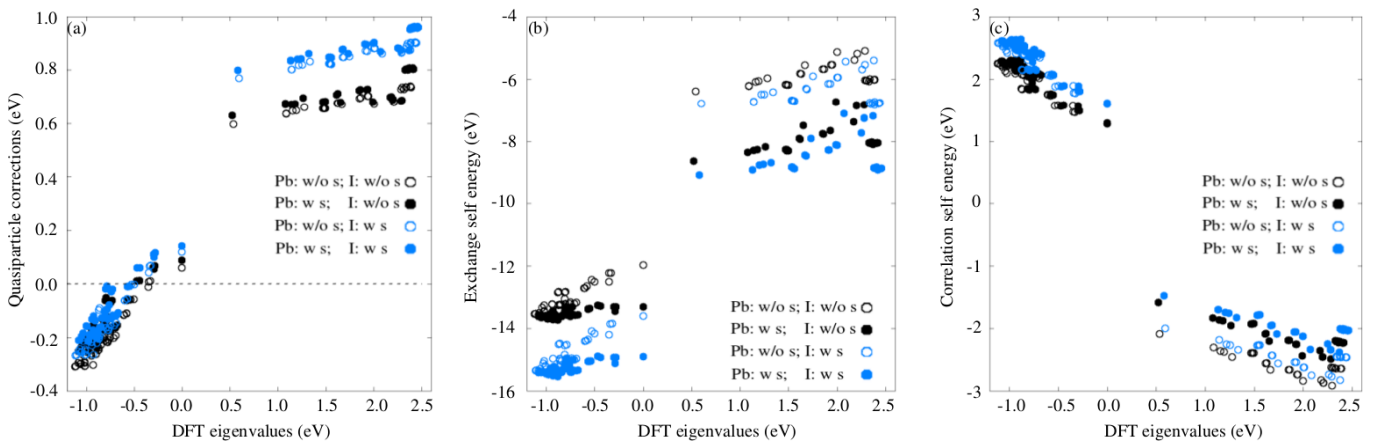 (a)
1.0
0.8
0.6
0.4
0.2
0.0
-0.2
-0.4
Quasiparticle corrections (eV)
Pb: w/o s; I: w/o s
Pb: w s; I: w/o s
Pb: w/o s; I: w s
Pb: w s; I: w s
-1.0 -0.5 0.0 0.5 1.0 1.5 2.0 2.5
DFT eigenvalues (eV)
(b)
-4
-6
-8
-10
-12
-14
-16
Exchange self energy (eV)
Pb: w/o s; I: w/o s
Pb: w s; I: w/o s
Pb: w/o s; I: w s
Pb: w s; I: w s
-1.0 -0.5 0.0 0.5 1.0 1.5 2.0 2.5
DFT eigenvalues (eV)
(c)
3
2
1
0
-1
-2
-3
Correlation self energy (eV)
Pb: w/o s; I: w/o s
Pb: w s; I: w/o s
Pb: w/o s; I: w s
Pb: w s; I: w s
-1.0 -0.5 0.0 0.5 1.0 1.5 2.0 2.5
DFT eigenvalues (eV)